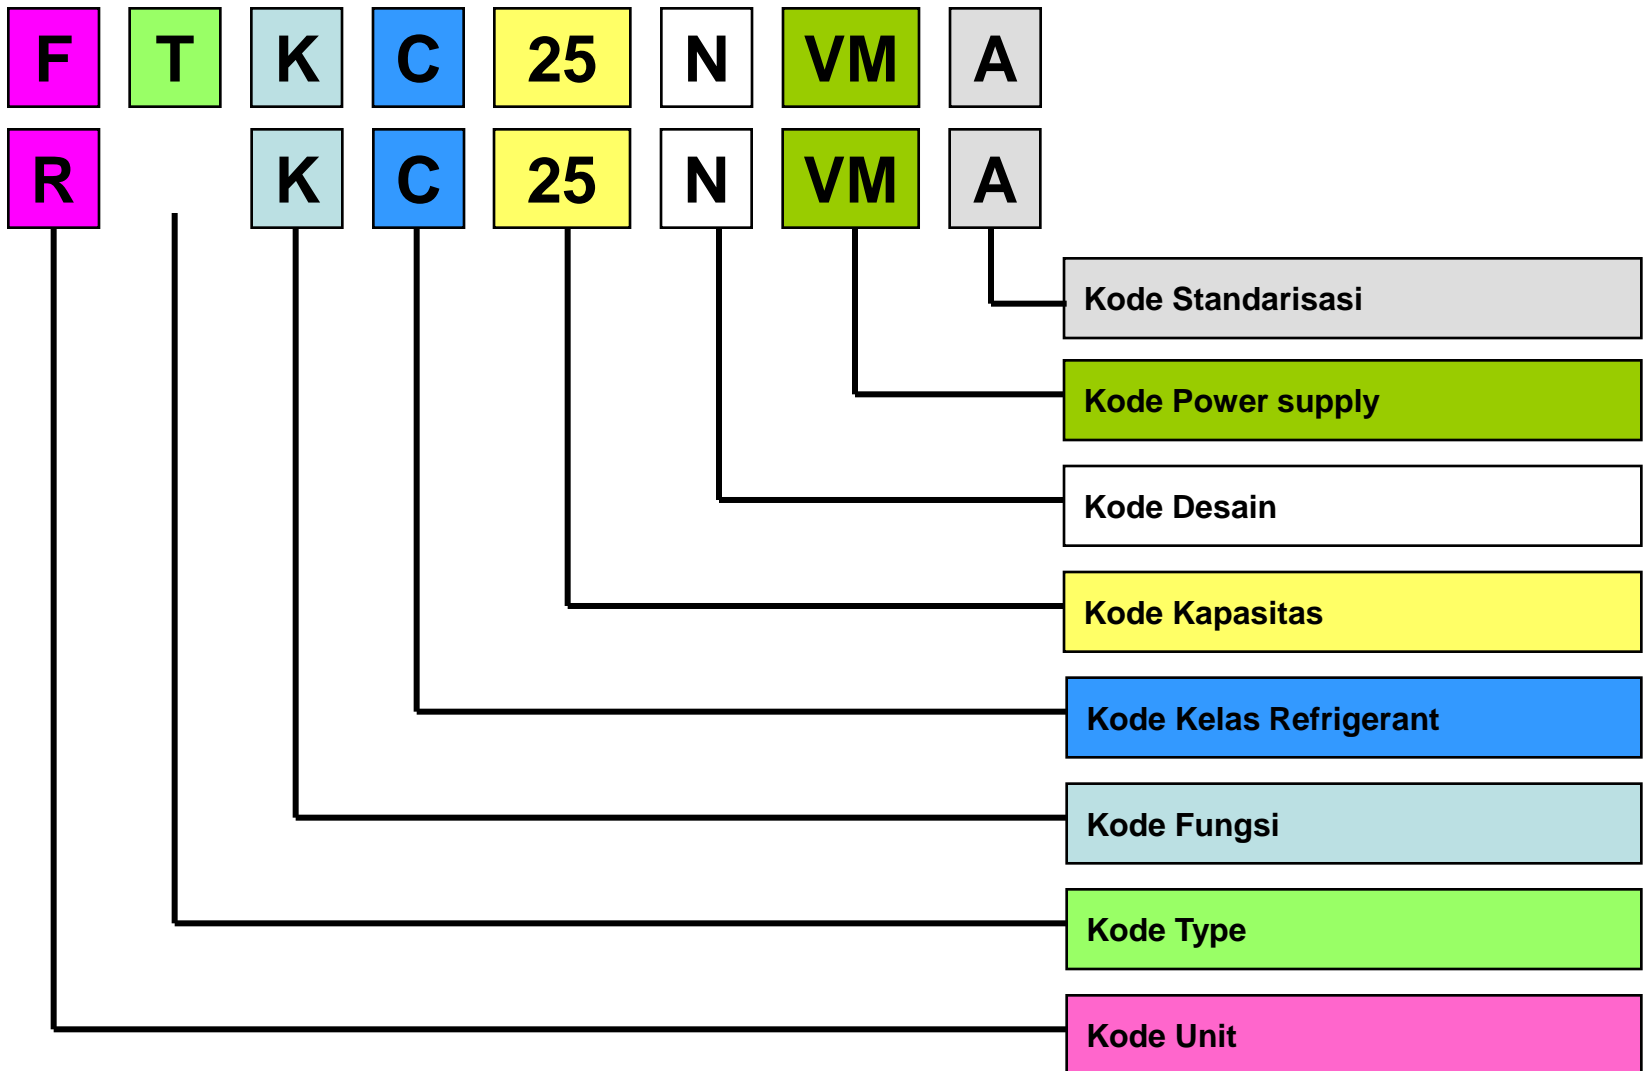 F T K C 25 N VM A
R K C 25 N VM A
Kode Standarisasi
Kode Power supply
Kode Desain
Kode Kapasitas
Kode Kelas Refrigerant
Kode Fungsi
Kode Type
Kode Unit